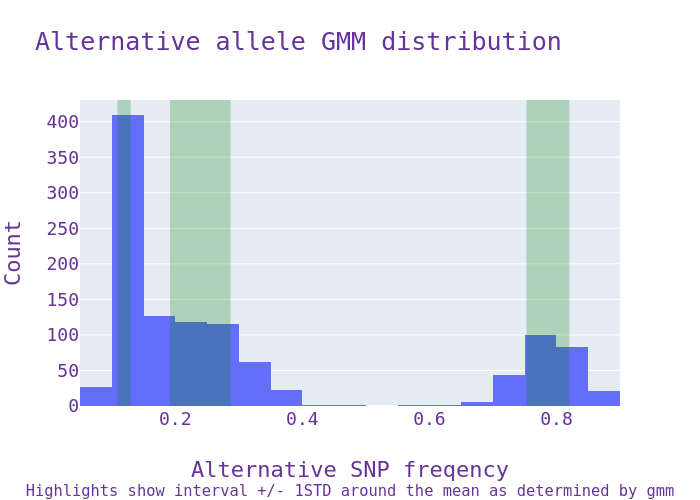 Alternative allele GMM distribution
400
350
300
250
200
150
100
50
0
Count
0.2 0.4 0.6 0.8
Alternative SNP freqency
Highlights show interval +/- 1STD around the mean as determined by gmm